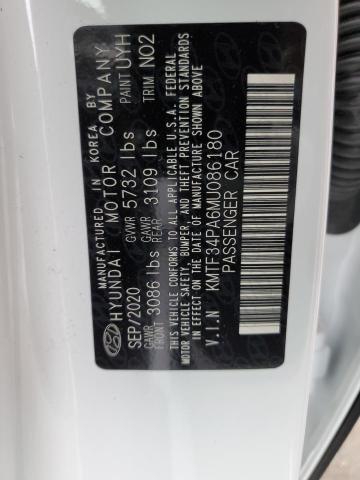 MANUFACTURED IN KOREA BY
HYUNDAI MOTOR COMPANY PAINT UYH
SEP/2020 GVWR 5732 lbs TRIM NO2
GAWR FRONT 3086 lbs GAWR REAR 3109 lbs
THIS VEHICLE CONFORMS TO ALL APPLICABLE U.S.A. FEDERAL
MOTOR VEHICLE SAFETY, BUMPER, AND THEFT PREVENTION STANDARDS
IN EFFECT ON THE DATE OF MANUFACTURE SHOWN ABOVE
V.I.N KMTF34PA6MU086180
PASSENGER CAR